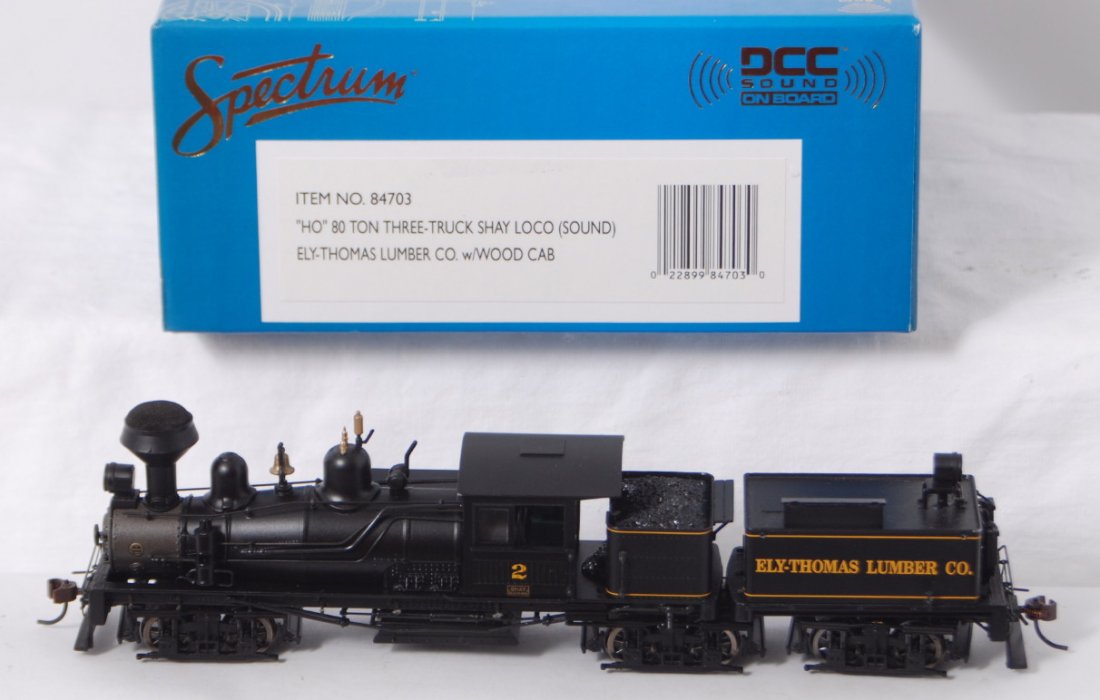 Spectrum
DCC
SOUND
ON BOARD
ITEM NO. 84703
"HO" 80 TON THREE-TRUCK SHAY LOCO (SOUND)
ELY-THOMAS LUMBER CO. w/WOOD CAB
0 22899 84703 0
2
SHAY
ELY-THOMAS LUMBER CO.